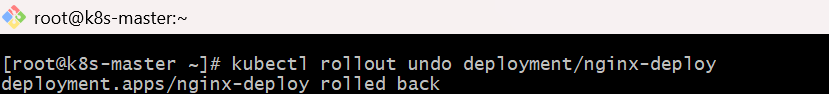 root@k8s-master:~
[root@k8s-master ~]# kubectl rollout undo deployment/nginx-deploy
deployment.apps/nginx-deploy rolled back